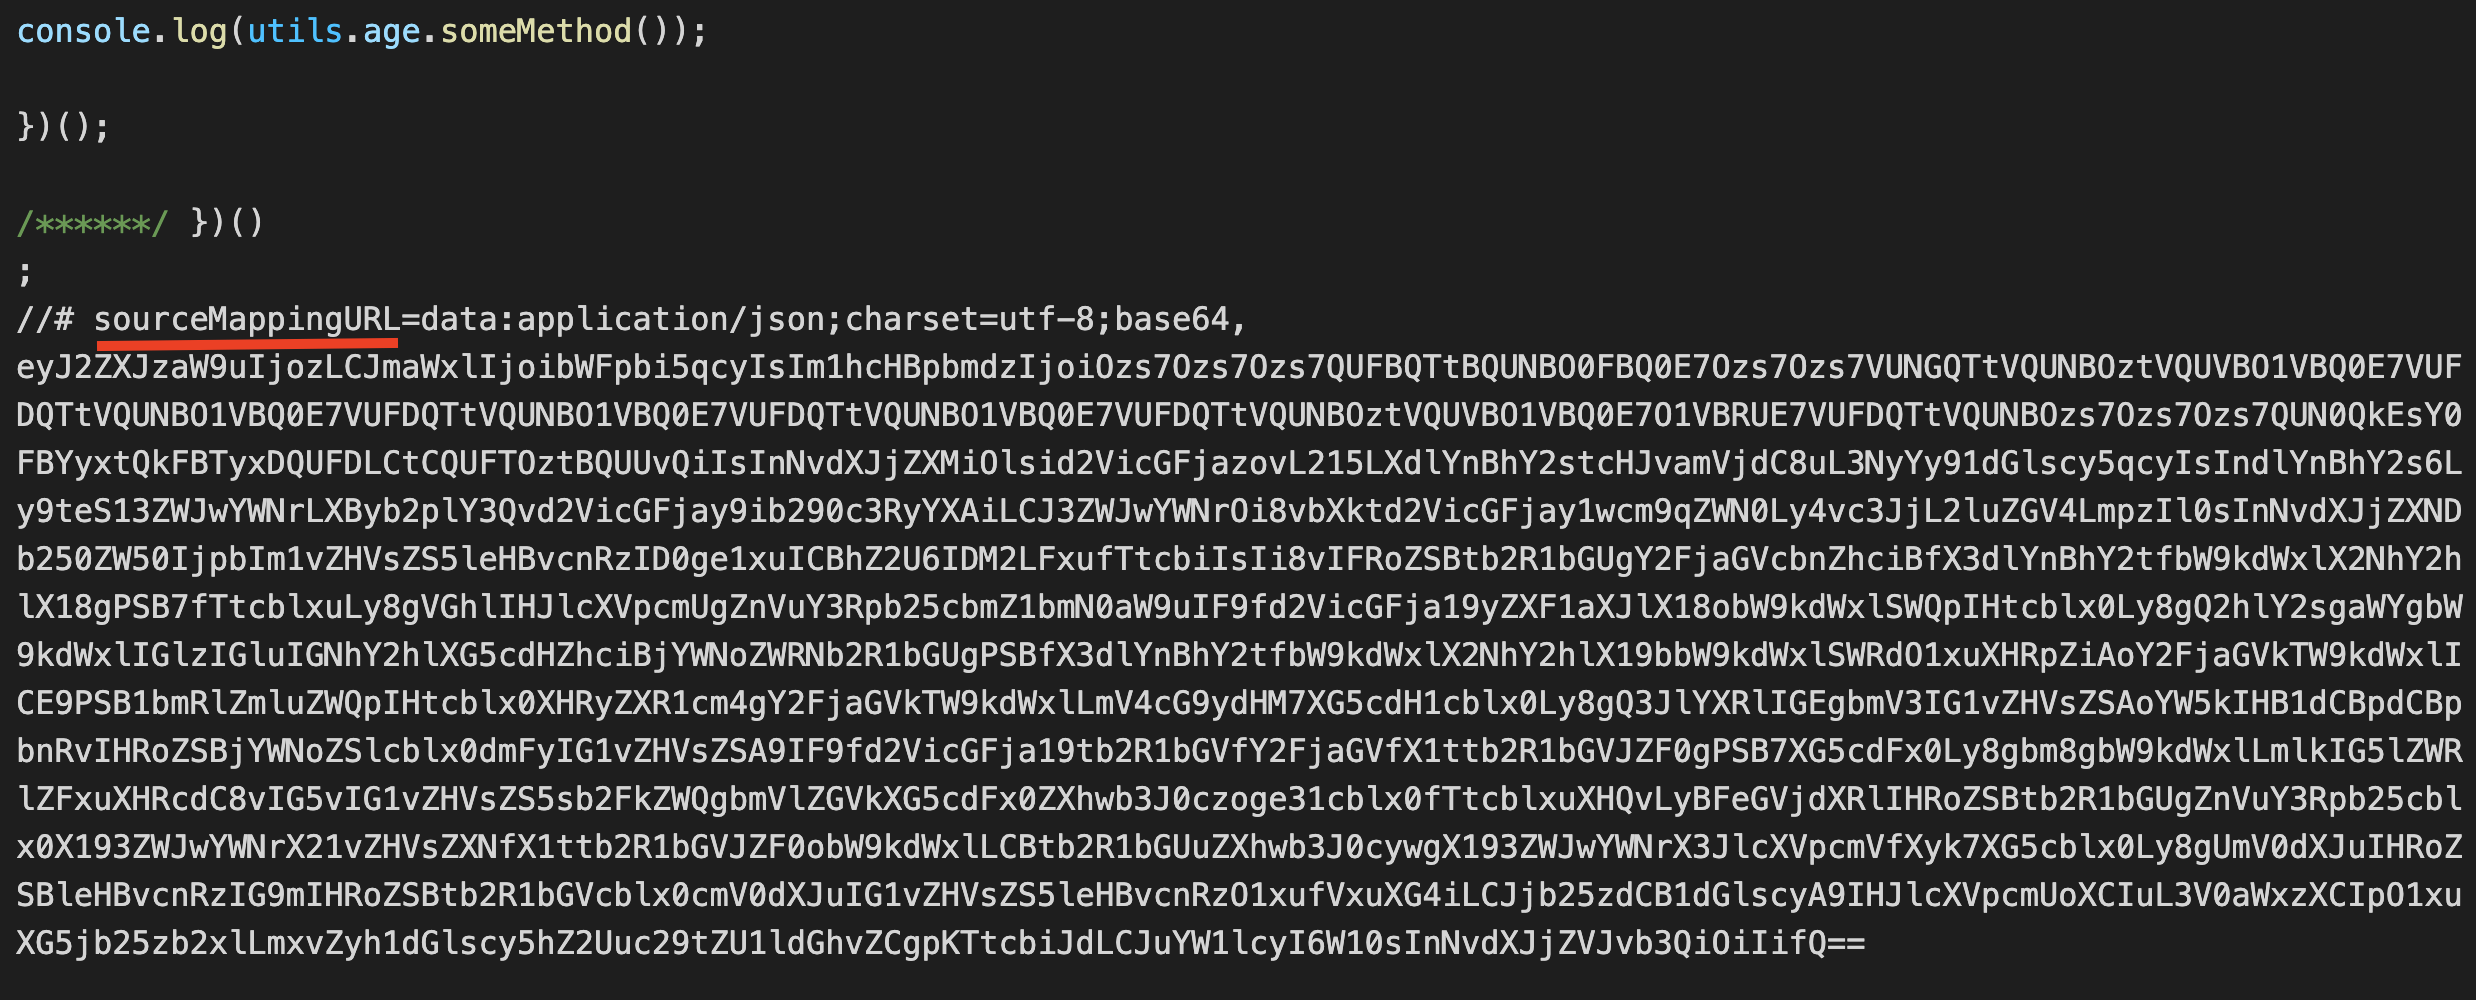 console.log(utils.age.someMethod());
})();
/******/ })()
;
//# sourceMappingURL=data:application/json;charset=utf-8;base64,
eyJ2ZXJzaW9uIjozLCJmaWxlIjoibWFpbi5qcyIsIm1hcHBpbmdzIjoiOzs7Ozs7Ozs7QUFBQTtBQUNBO0FBQ0E7Ozs7Ozs7VUNGQTtVQUNBOztVQUVBO1VBQ0E7VUF
DQTtVQUNBO1VBQ0E7VUFDQTtVQUNBO1VBQ0E7VUFDQTtVQUNBO1VBQ0E7VUFDQTtVQUNBOztVQUVBO1VBQ0E7O1VBRUE7VUFDQTtVQUNBOzs7Ozs7Ozs7QUN0QkEsY0
FBYyxtQkFBTyxDQUFDLCtCQUFTOztBQUUvQiIsInNvdXJjZXMiOlsid2VicGFjazovL215LXdlYnBhY2stcHJvamVjdC8uL3NyYy91dGlscy5qcyIsIndlYnBhY2s6L
y9teS13ZWJwYWNrLXByb2plY3Qvd2VicGFjay9ib290c3RyYXAiLCJ3ZWJwYWNrOi8vbXktd2VicGFjay1wcm9qZWN0Ly4vc3JjL2luZGV4LmpzIl0sInNvdXJjZXND
b250ZW50IjpbIm1vZHVsZS5leHBvcnRzID0ge1xuICBhZ2U6IDM2LFxufTtcbiIsIi8vIFRoZSBtb2R1bGUgY2FjaGVcbnZhciBfX3dlYnBhY2tfbW9kdWxlX2NhY2h
lX18gPSB7fTtcblxuLy8gVGhlIHJlcXVpcmUgZnVuY3Rpb25cbmZ1bmN0aW9uIF9fd2VicGFja19yZXF1aXJlX18obW9kdWxlSWQpIHtcblx0Ly8gQ2hlY2sgaWYgbW
9kdWxlIGlzIGluIGNhY2hlXG5cdHZhciBjYWNoZWRNb2R1bGUgPSBfX3dlYnBhY2tfbW9kdWxlX2NhY2hlX19bbW9kdWxlSWRdO1xuXHRpZiAoY2FjaGVkTW9kdWxlI
CE9PSB1bmRlZmluZWQpIHtcblx0XHRyZXR1cm4gY2FjaGVkTW9kdWxlLmV4cG9ydHM7XG5cdH1cblx0Ly8gQ3JlYXRlIGEgbmV3IG1vZHVsZSAoYW5kIHB1dCBpdCBp
bnRvIHRoZSBjYWNoZSlcblx0dmFyIG1vZHVsZSA9IF9fd2VicGFja19tb2R1bGVfY2FjaGVfX1ttb2R1bGVJZF0gPSB7XG5cdFx0Ly8gbm8gbW9kdWxlLmlkIG5lZWR
lZFxuXHRcdC8vIG5vIG1vZHVsZS5sb2FkZWQgbmVlZGVkXG5cdFx0ZXhwb3J0czoge31cblx0fTtcblxuXHQvLyBFeGVjdXRlIHRoZSBtb2R1bGUgZnVuY3Rpb25cbl
x0X193ZWJwYWNrX21vZHVsZXNfX1ttb2R1bGVJZF0obW9kdWxlLCBtb2R1bGUuZXhwb3J0cywgX193ZWJwYWNrX3JlcXVpcmVfXyk7XG5cblx0Ly8gUmV0dXJuIHRoZ
SBleHBvcnRzIG9mIHRoZSBtb2R1bGVcblx0cmV0dXJuIG1vZHVsZS5leHBvcnRzO1xufVxuXG4iLCJjb25zdCB1dGlscyA9IHJlcXVpcmUoXCIuL3V0aWxzXCIpO1xu
XG5jb25zb2xlLmxvZyh1dGlscy5hZ2Uuc29tZU1ldGhvZCgpKTtcbiJdLCJuYW1lcyI6W10sInNvdXJjZVJvb3QiOiIifQ==